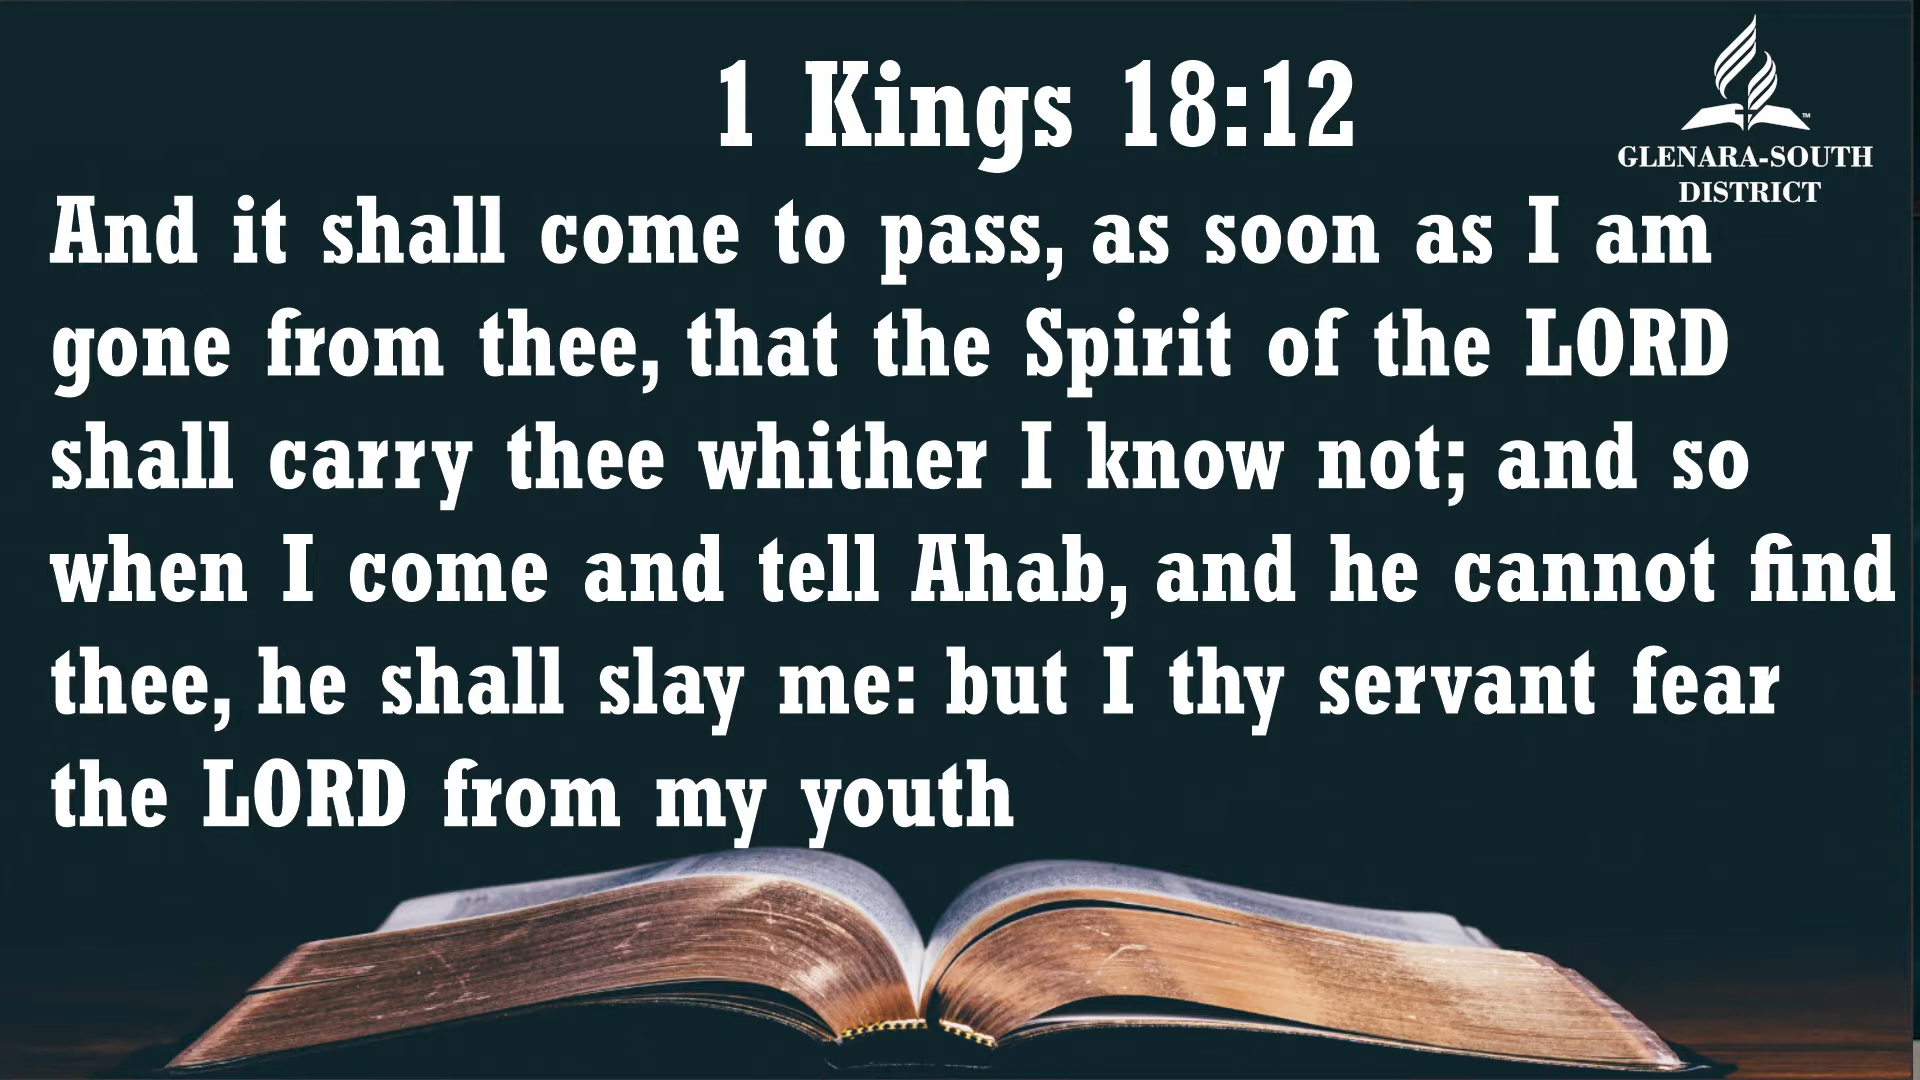 1 Kings 18:12
GLENARA-SOUTH
DISTRICT
And it shall come to pass, as soon as I am
gone from thee, that the Spirit of the LORD
shall carry thee whither I know not; and so
when I come and tell Ahab, and he cannot find
thee, he shall slay me: but I thy servant fear
the LORD from my youth